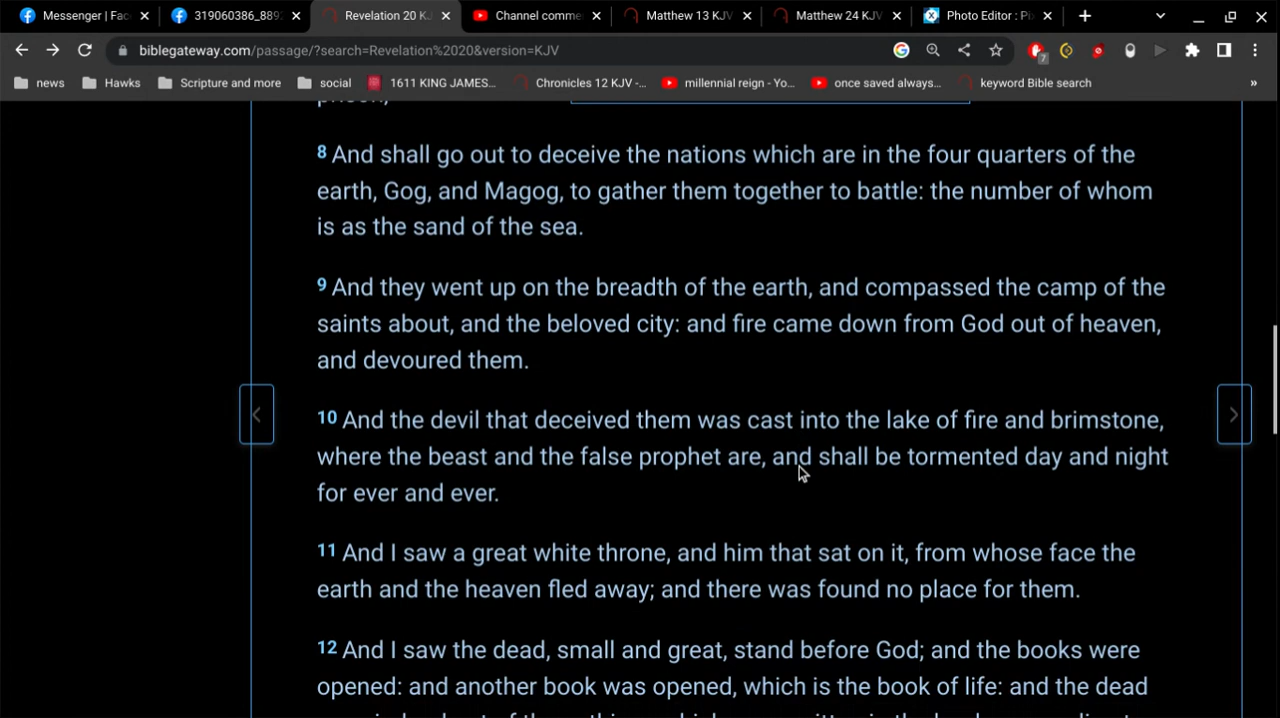 Messenger | Fac
319060386_889
Revelation 20 KJ
Channel comme
Matthew 13 KJV
Matthew 24 KJV
Photo Editor : Pi
biblegateway.com/passage/?search=Revelation%2020&version=KJV
7
news
Hawks
Scripture and more
social
1611 KING JAMES...
Chronicles 12 KJV -...
millennial reign - Yo...
once saved always...
keyword Bible search
»
prison,
8 And shall go out to deceive the nations which are in the four quarters of the
earth, Gog, and Magog, to gather them together to battle: the number of whom
is as the sand of the sea.
9 And they went up on the breadth of the earth, and compassed the camp of the
saints about, and the beloved city: and fire came down from God out of heaven,
and devoured them.
10 And the devil that deceived them was cast into the lake of fire and brimstone,
where the beast and the false prophet are, and shall be tormented day and night
for ever and ever.
11 And I saw a great white throne, and him that sat on it, from whose face the
earth and the heaven fled away; and there was found no place for them.
12 And I saw the dead, small and great, stand before God; and the books were
opened: and another book was opened, which is the book of life: and the dead